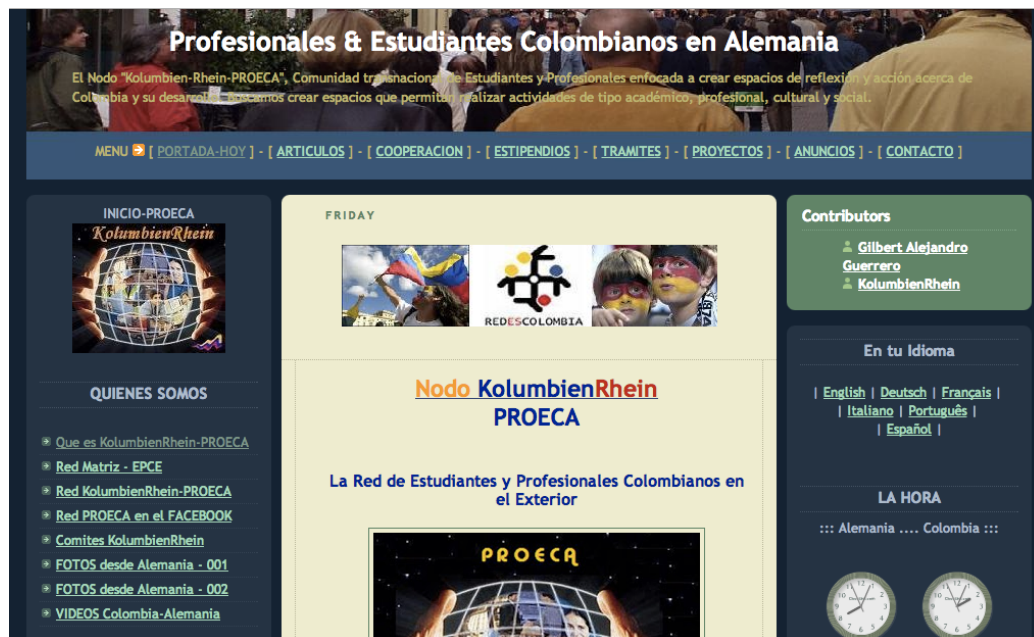 Profesionales & Estudiantes Colombianos en Alemania
El Nodo "Kolumbien-Rhein-PROECA", Comunidad transnacional de Estudiantes y Profesionales enfocada a crear espacios de reflexión y acción acerca de
Colombia y su desarrollo. Buscamos crear espacios que permitan realizar actividades de tipo académico, profesional, cultural y social.
MENU [ PORTADA-HOY ] - [ ARTICULOS ] - [ COOPERACION ] - [ ESTIPENDIOS ] - [ TRAMITES ] - [ PROYECTOS ] - [ ANUNCIOS ] - [ CONTACTO ]
INICIO-PROECA
KolumbienRhein
QUIENES SOMOS
Que es KolumbienRhein-PROECA
Red Matriz - EPCE
Red KolumbienRhein-PROECA
Red PROECA en el FACEBOOK
Comites KolumbienRhein
FOTOS desde Alemania - 001
FOTOS desde Alemania - 002
VIDEOS Colombia-Alemania
FRIDAY
REDESCOLOMBIA
Nodo KolumbienRhein
PROECA
La Red de Estudiantes y Profesionales Colombianos en
el Exterior
PROECA
Contributors
Gilbert Alejandro
Guerrero
KolumbienRhein
En tu Idioma
| English | Deutsch | Français |
| Italiano | Português |
| Español |
LA HORA
::: Alemania .... Colombia :::